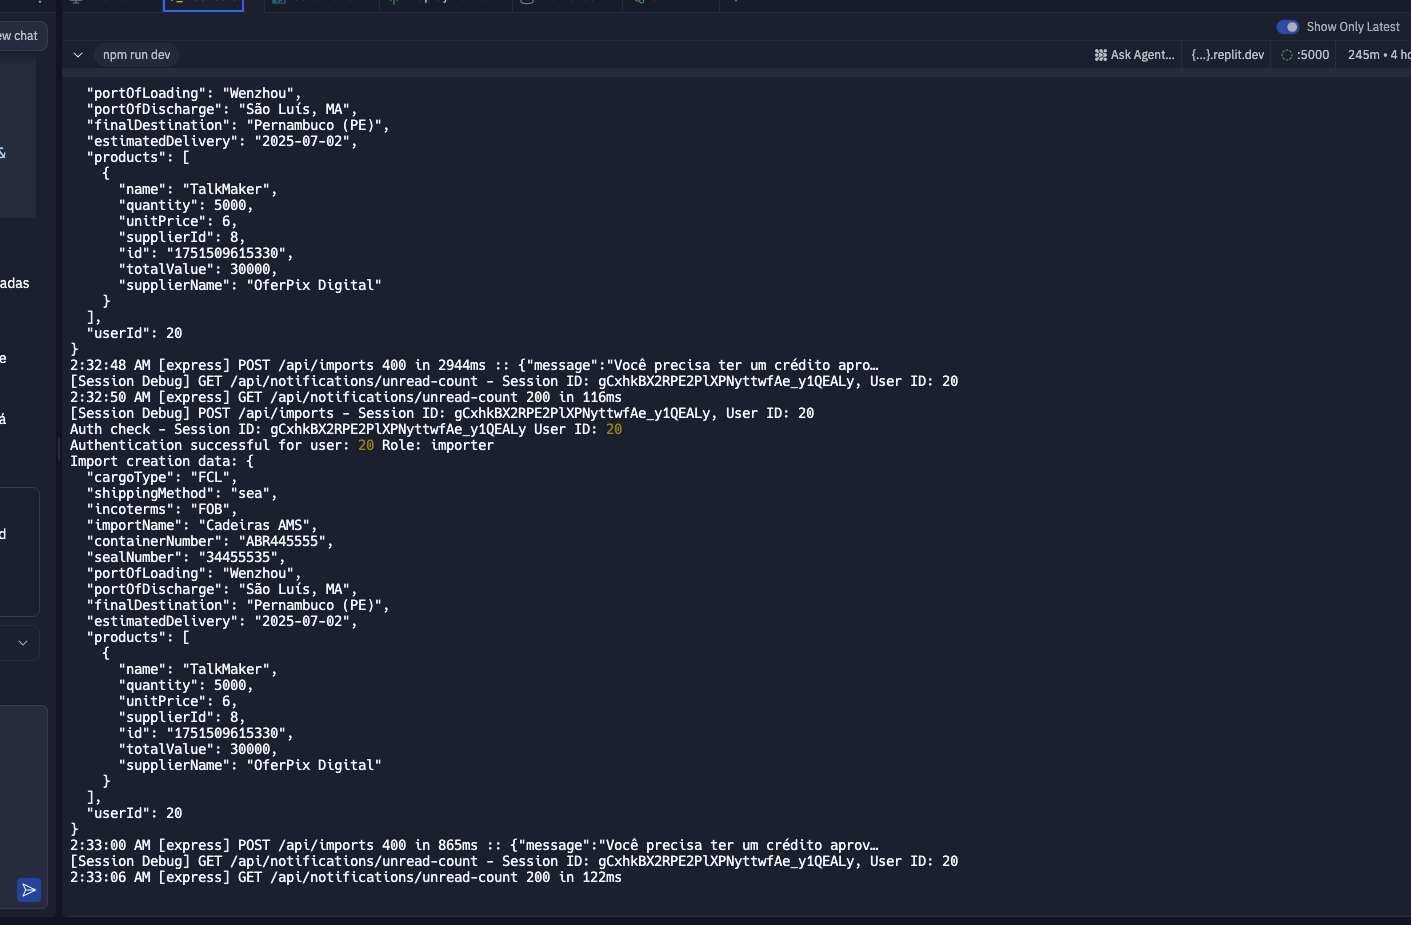 ew chat
Show Only Latest
npm run dev
Ask Agent...
{...}.replit.dev
:5000
245m • 4 ho
"portOfLoading": "Wenzhou",
"portOfDischarge": "São Luís, MA",
"finalDestination": "Pernambuco (PE)",
"estimatedDelivery": "2025-07-02",
"products": [
{
"name": "TalkMaker",
"quantity": 5000,
"unitPrice": 6,
"supplierId": 8,
"id": "1751509615330",
"totalValue": 30000,
"supplierName": "OferPix Digital"
}
],
"userId": 20
}
2:32:48 AM [express] POST /api/imports 400 in 2944ms :: {"message":"Você precisa ter um crédito apro…
[Session Debug] GET /api/notifications/unread-count - Session ID: gCxhkBX2RPE2PlXPNyttwfAe_y1QEALy, User ID: 20
2:32:50 AM [express] GET /api/notifications/unread-count 200 in 116ms
[Session Debug] POST /api/imports - Session ID: gCxhkBX2RPE2PlXPNyttwfAe_y1QEALy, User ID: 20
Auth check - Session ID: gCxhkBX2RPE2PlXPNyttwfAe_y1QEALy User ID: 20
Authentication successful for user: 20 Role: importer
Import creation data: {
"cargoType": "FCL",
"shippingMethod": "sea",
"incoterms": "FOB",
"importName": "Cadeiras AMS",
"containerNumber": "ABR445555",
"sealNumber": "34455535",
"portOfLoading": "Wenzhou",
"portOfDischarge": "São Luís, MA",
"finalDestination": "Pernambuco (PE)",
"estimatedDelivery": "2025-07-02",
"products": [
{
"name": "TalkMaker",
"quantity": 5000,
"unitPrice": 6,
"supplierId": 8,
"id": "1751509615330",
"totalValue": 30000,
"supplierName": "OferPix Digital"
}
],
"userId": 20
}
2:33:00 AM [express] POST /api/imports 400 in 865ms :: {"message":"Você precisa ter um crédito aprov…
[Session Debug] GET /api/notifications/unread-count - Session ID: gCxhkBX2RPE2PlXPNyttwfAe_y1QEALy, User ID: 20
2:33:06 AM [express] GET /api/notifications/unread-count 200 in 122ms
&
adas
e
á
d